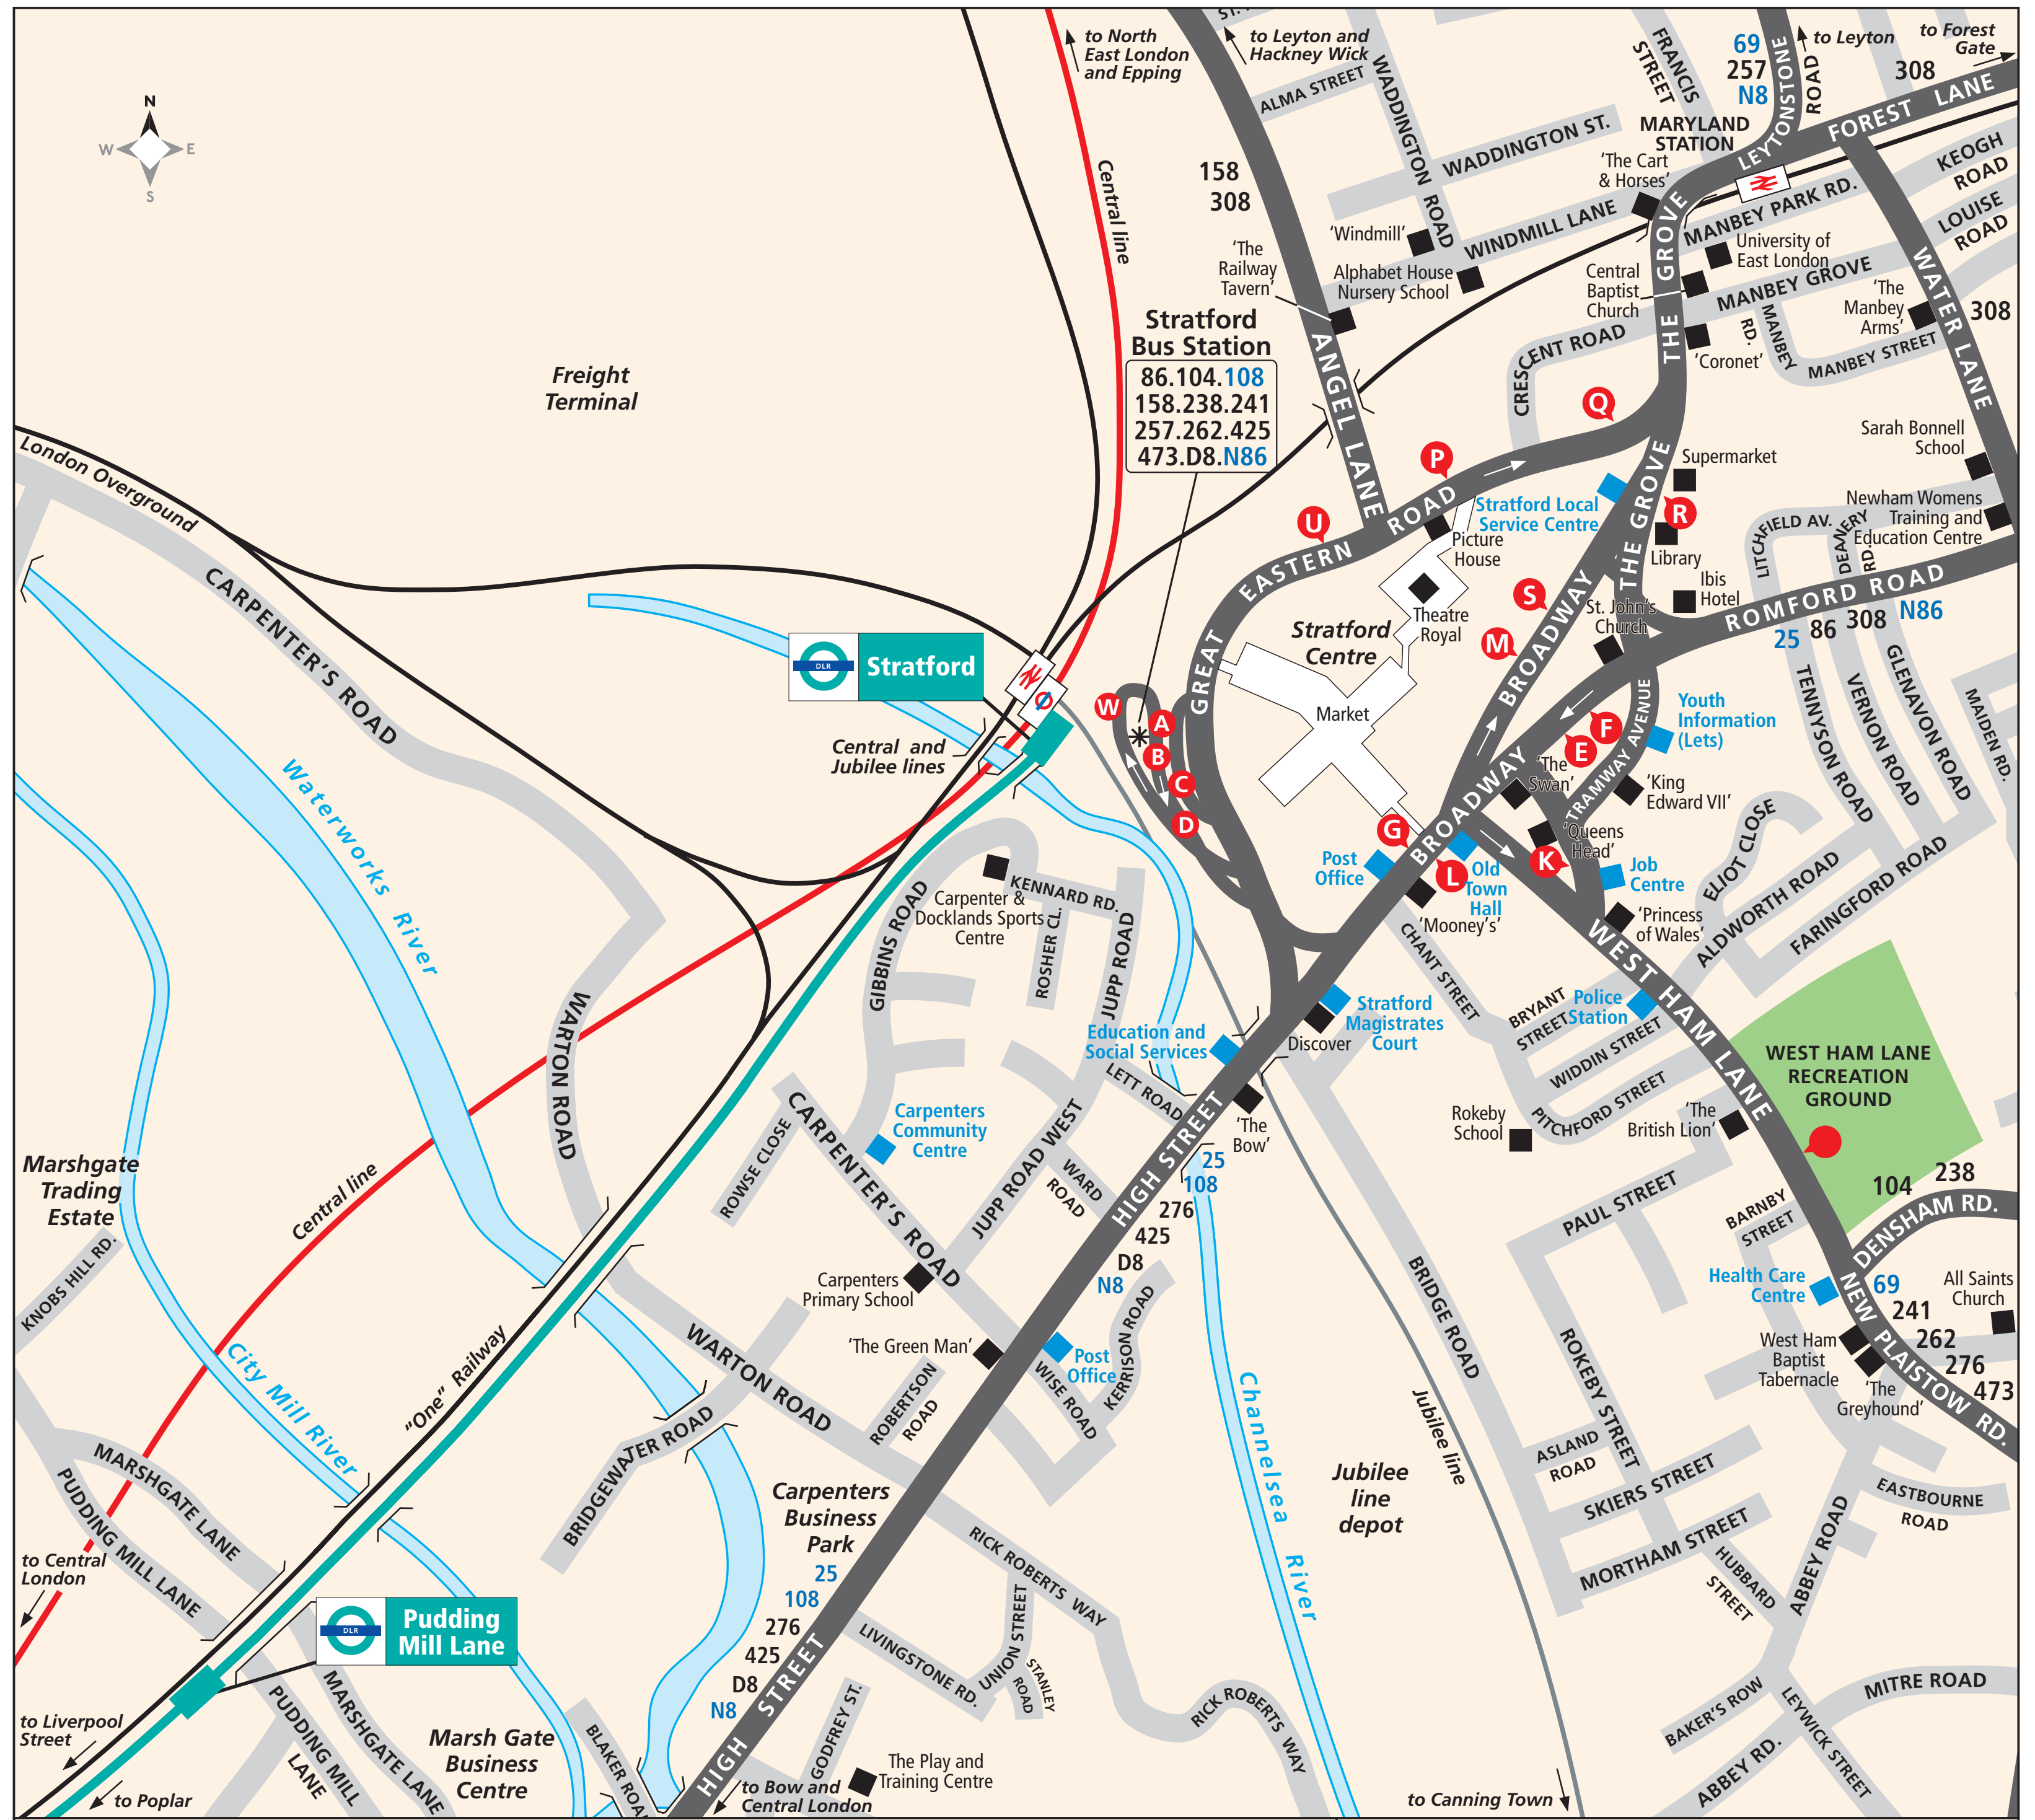 N
W
E
S
to North
East London
and Epping
to Leyton and
Hackney Wick
ST.
ALMA STREET
WADDINGTON ROAD
WADDINGTON ST.
FRANCIS
STREET
69
257
N8
LEYTONSTONE
ROAD
to Leyton
to Forest
Gate
308
FOREST LANE
MARYLAND
STATION
'The Cart
& Horses'
KEOGH
ROAD
LOUISE
ROAD
MANBEY PARK RD.
WINDMILL LANE
'Windmill'
Alphabet House
Nursery School
158
308
'The
Railway
Tavern'
Central line
University of
East London
Central
Baptist
Church
MANBEY GROVE
'The
Manbey
Arms'
WATER LANE
308
MANBEY
RD.
MANBEY STREET
'Coronet'
THE GROVE
CRESCENT ROAD
ANGEL LANE
Stratford
Bus Station
86.104.108
158.238.241
257.262.425
473.D8.N86
Freight
Terminal
London Overground
CARPENTER'S ROAD
Q
P
U
Sarah Bonnell
School
Supermarket
Stratford Local
Service Centre
R
Newham Womens
Training and
Education Centre
LITCHFIELD AV.
DEANERY
RD.
Library
Picture
House
THE GROVE
GREAT EASTERN ROAD
Theatre
Royal
Ibis
Hotel
ROMFORD ROAD
25
86
308
N86
St. John's
Church
S
M
Stratford
Centre
Market
BROADWAY
DLR
Stratford
Central and
Jubilee lines
W
A
B
C
D
F
E
Youth
Information
(Lets)
TRAMWAY AVENUE
TENNYSON ROAD
VERNON ROAD
GLENAVON ROAD
MAIDEN RD.
'The
Swan'
'King
Edward VII'
'Queens
Head'
K
G
L
BROADWAY
Post
Office
Old
Town
Hall
'Mooney's'
Job
Centre
ELIOT CLOSE
'Princess
of Wales'
ALDWORTH ROAD
FARINGFORD ROAD
Waterworks River
Carpenter &
Docklands Sports
Centre
KENNARD RD.
ROSHER CL.
GIBBINS ROAD
JUPP ROAD
CHANT STREET
WEST HAM LANE
BRYANT
STREET
Police
Station
WIDDIN STREET
PITCHFORD STREET
Stratford
Magistrates
Court
Discover
Education and
Social Services
LETT ROAD
'The
Bow'
WEST HAM LANE
RECREATION
GROUND
Rokeby
School
'The
British Lion'
WARTON ROAD
CARPENTER'S ROAD
ROWSE CLOSE
Carpenters
Community
Centre
JUPP ROAD WEST
WARD
ROAD
HIGH STREET
25
108
276
425
D8
N8
PAUL STREET
BARNBY
STREET
104
238
DENSHAM RD.
Marshgate
Trading
Estate
Central line
KNOBS HILL RD.
City Mill River
"One" Railway
Carpenters
Primary School
'The Green Man'
Post
Office
WISE ROAD
KERRISON ROAD
ROBERTSON
ROAD
WARTON ROAD
BRIDGEWATER ROAD
BRIDGE ROAD
Health Care
Centre
69
241
262
276
473
All Saints
Church
NEW PLAISTOW RD.
West Ham
Baptist
Tabernacle
'The
Greyhound'
ROKEBY STREET
ASLAND
ROAD
SKIERS STREET
MORTHAM STREET
HUBBARD
STREET
ABBEY ROAD
EASTBOURNE
ROAD
Jubilee line
Jubilee
line
depot
Channelsea River
Carpenters
Business
Park
25
108
276
425
D8
N8
RICK ROBERTS WAY
MARSHGATE LANE
PUDDING MILL LANE
to Central
London
DLR
Pudding
Mill Lane
LIVINGSTONE RD.
UNION STREET
STANLEY
ROAD
HIGH STREET
GODFREY ST.
RICK ROBERTS WAY
to Liverpool
Street
to Poplar
PUDDING MILL
LANE
MARSHGATE LANE
Marsh Gate
Business
Centre
BLAKER ROAD
The Play and
Training Centre
to Bow and
Central London
to Canning Town
BAKER'S ROW
ABBEY RD.
LEYWICK STREET
MITRE ROAD